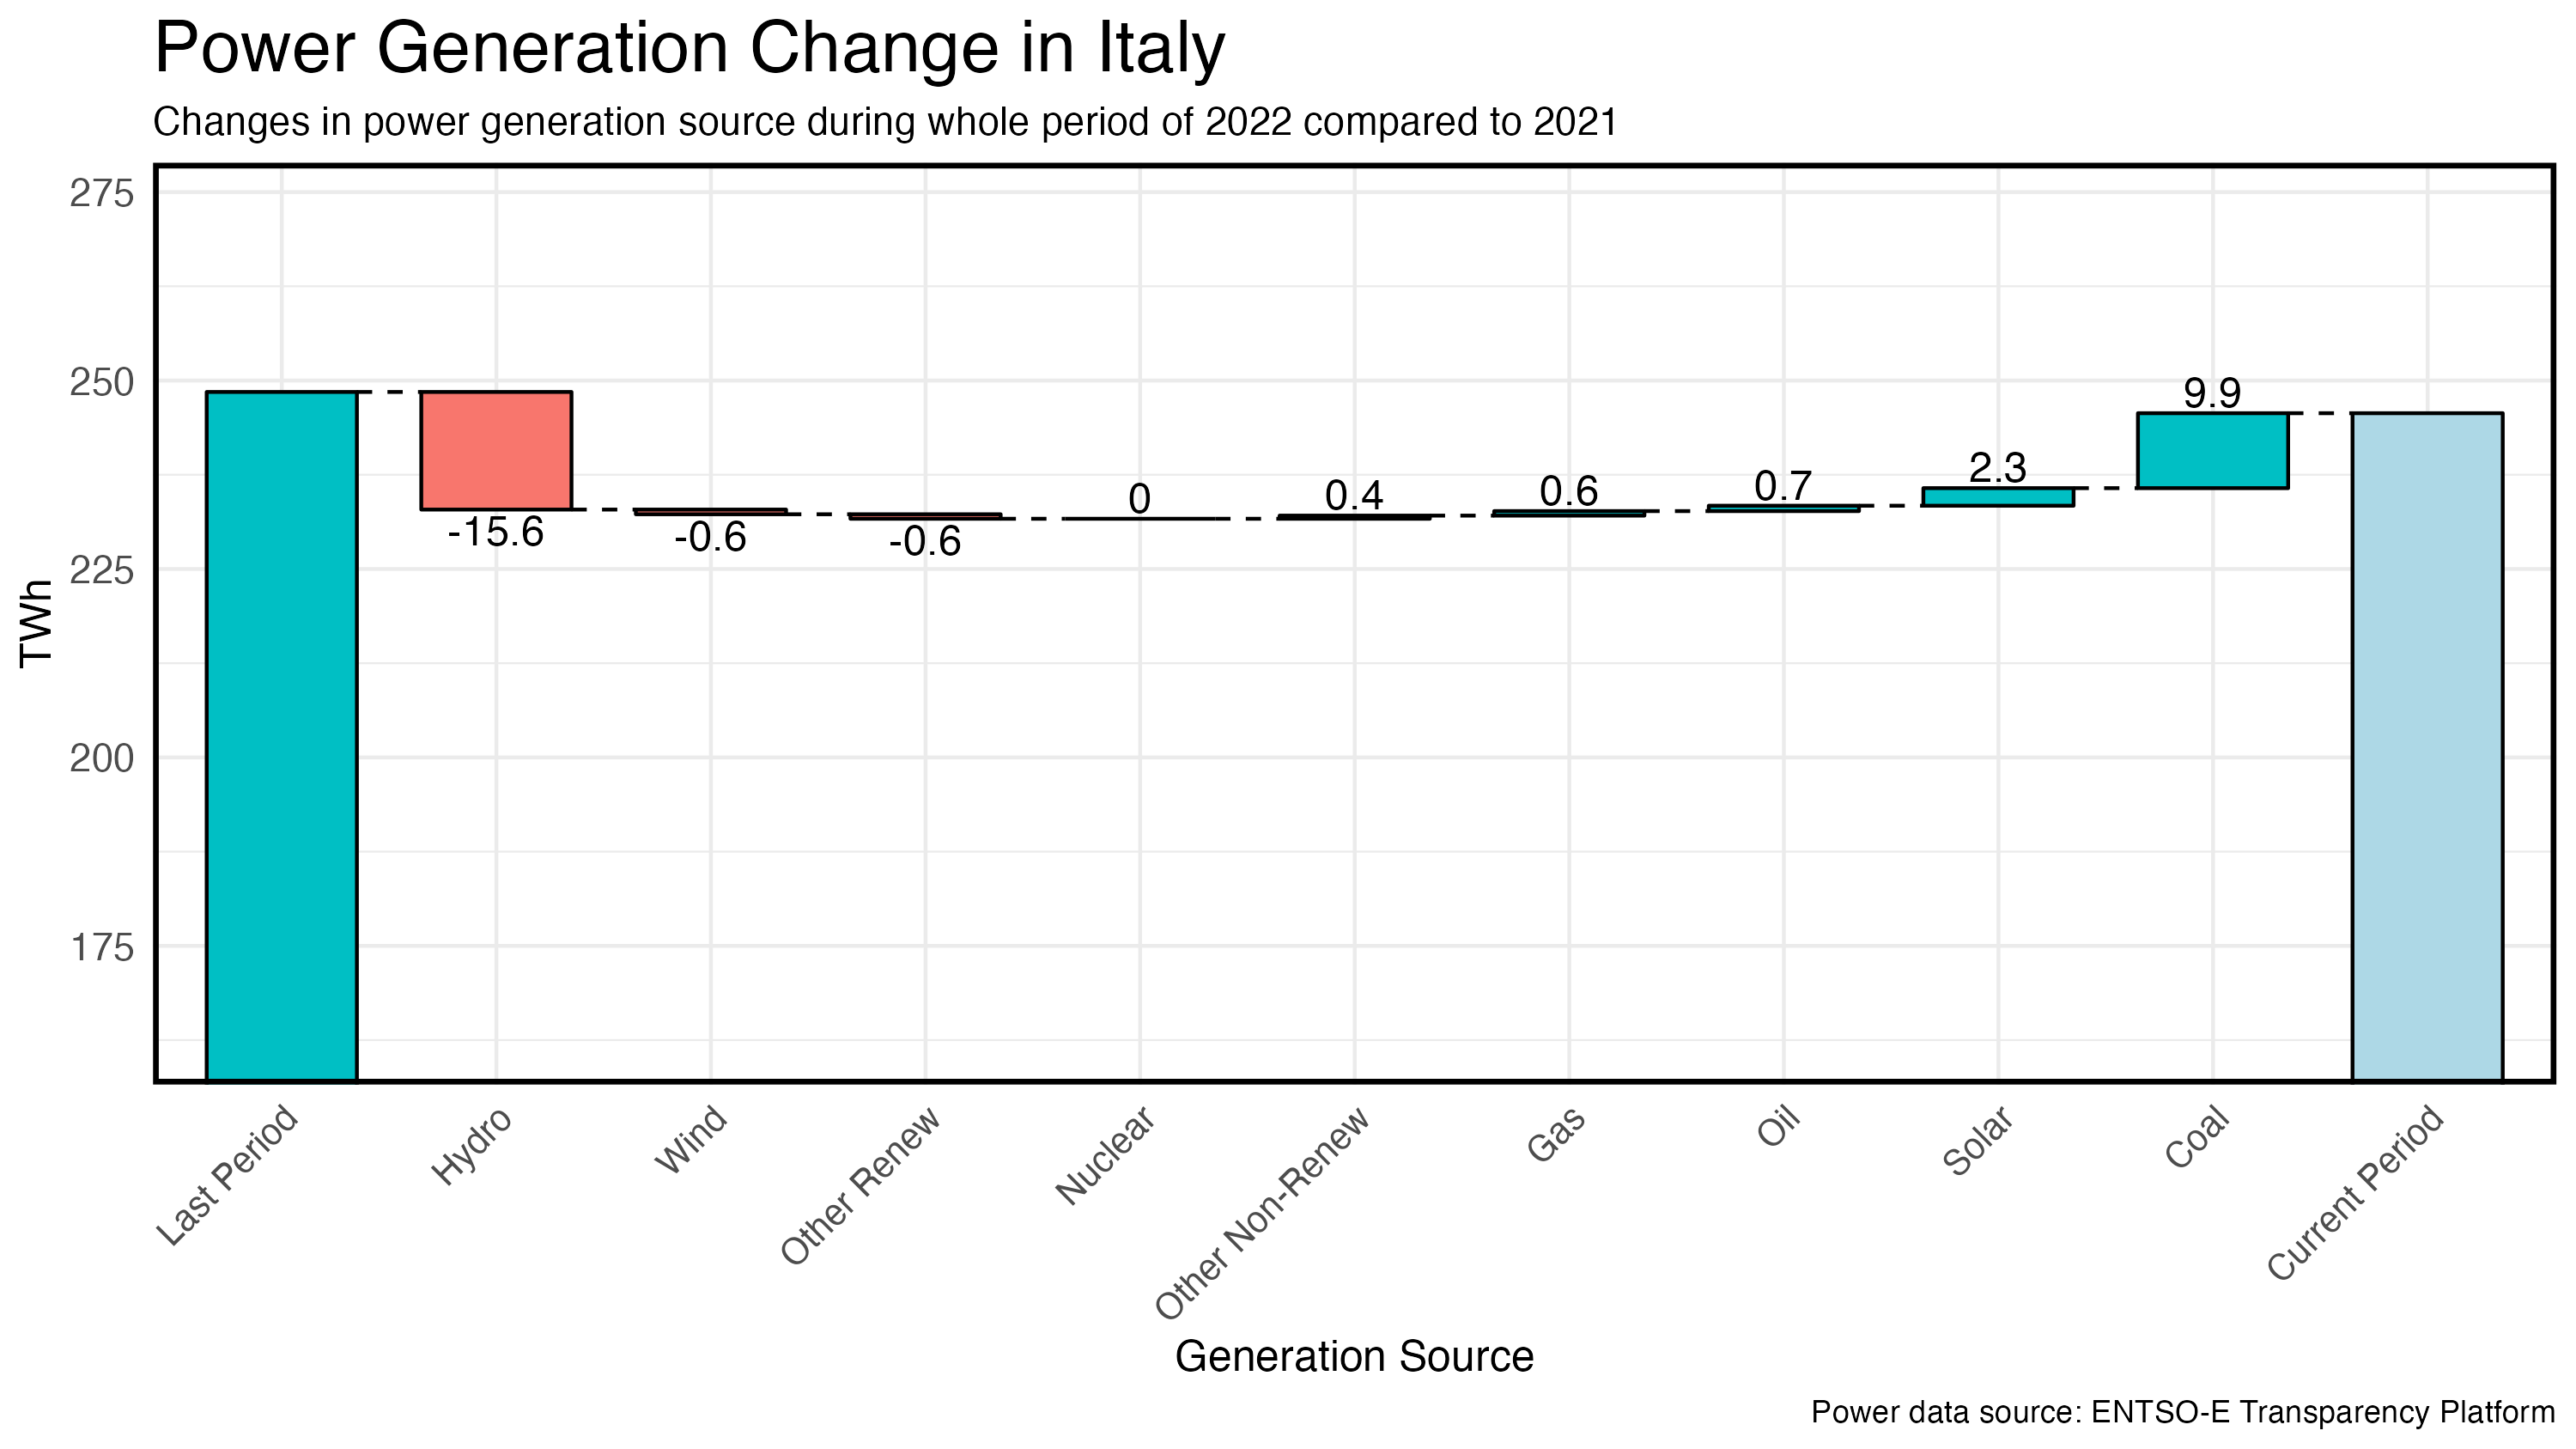 Power Generation Change in Italy
Changes in power generation source during whole period of 2022 compared to 2021
TWh
275
250
225
200
175
-15.6
-0.6
-0.6
0
0.4
0.6
0.7
2.3
9.9
Last Period
Hydro
Wind
Other Renew
Nuclear
Other Non-Renew
Gas
Oil
Solar
Coal
Current Period
Generation Source
Power data source: ENTSO-E Transparency Platform